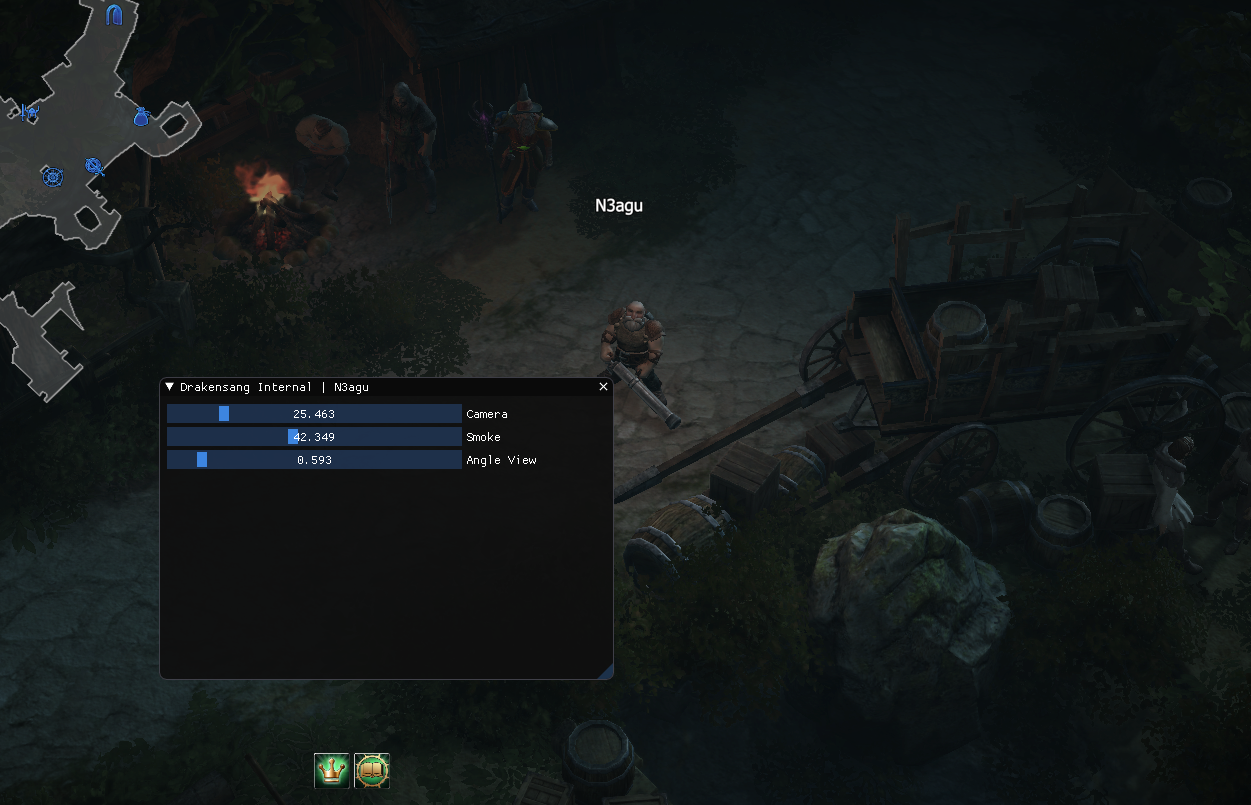 N3agu
Drakensang Internal | N3agu
25.463 Camera
42.349 Smoke
0.593 Angle View